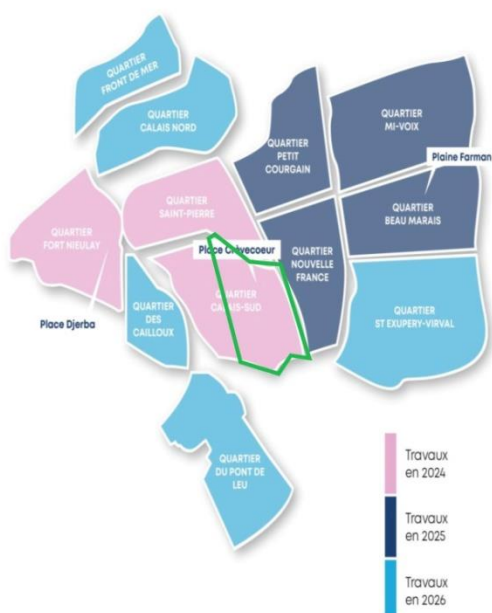 QUARTIER
FRONT DE MER
QUARTIER
CALAIS NORD
QUARTIER
PETIT
COURGAIN
QUARTIER
MI-VOIX
Plaine Farman
QUARTIER
SAINT-PIERRE
QUARTIER
BEAU MARAIS
QUARTIER
FORT NIEULAY
Place Crèvecoeur
QUARTIER
NOUVELLE
FRANCE
QUARTIER
CALAIS-SUD
Place Djerba
QUARTIER
DES
CAILLOUX
QUARTIER
ST EXUPERY-VIRVAL
QUARTIER
DU PONT DE
LEU
Travaux
en 2024
Travaux
en 2025
Travaux
en 2026